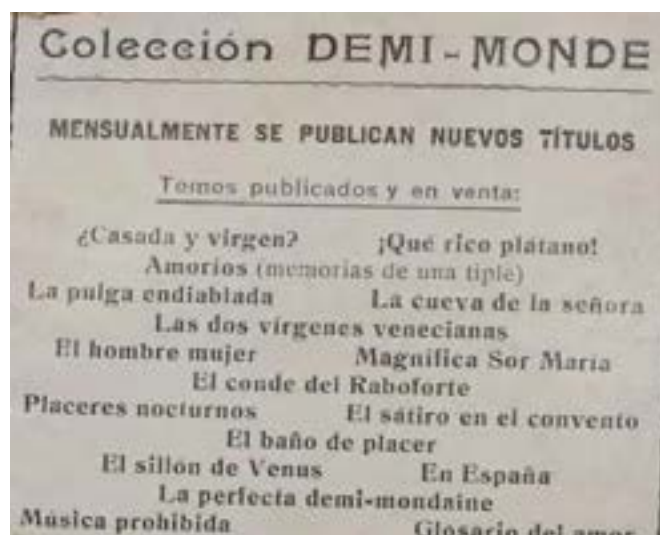 Colección DEMI-MONDE
MENSUALMENTE SE PUBLICAN NUEVOS TÍTULOS
Tomos publicados y en venta:
¿Casada y virgen? ¡Qué rico plátano!
Amoríos (memorias de una tiple)
La pulga endiablada La cueva de la señora
Las dos vírgenes venecianas
El hombre mujer Magnífica Sor María
El conde del Raboforte
Placeres nocturnos El sátiro en el convento
El baño de placer
El sillón de Venus En España
La perfecta demi-mondaine
Música prohibida Glosario del amor